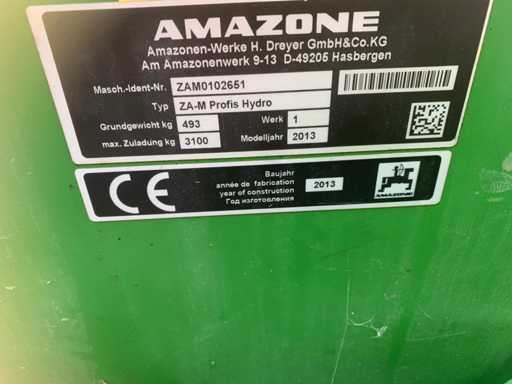 AMAZONE
Amazonen-Werke H. Dreyer GmbH&Co.KG
Am Amazonenwerk 9-13 D-49205 Hasbergen
Masch.-Ident-Nr. ZAM0102651
Typ ZA-M Profis Hydro
Grundgewicht kg 493 Werk 1
max. Zuladung kg 3100 Modelljahr 2013
CE
Baujahr
année de fabrication
year of construction
Год изготовления
2013
AMAZONE